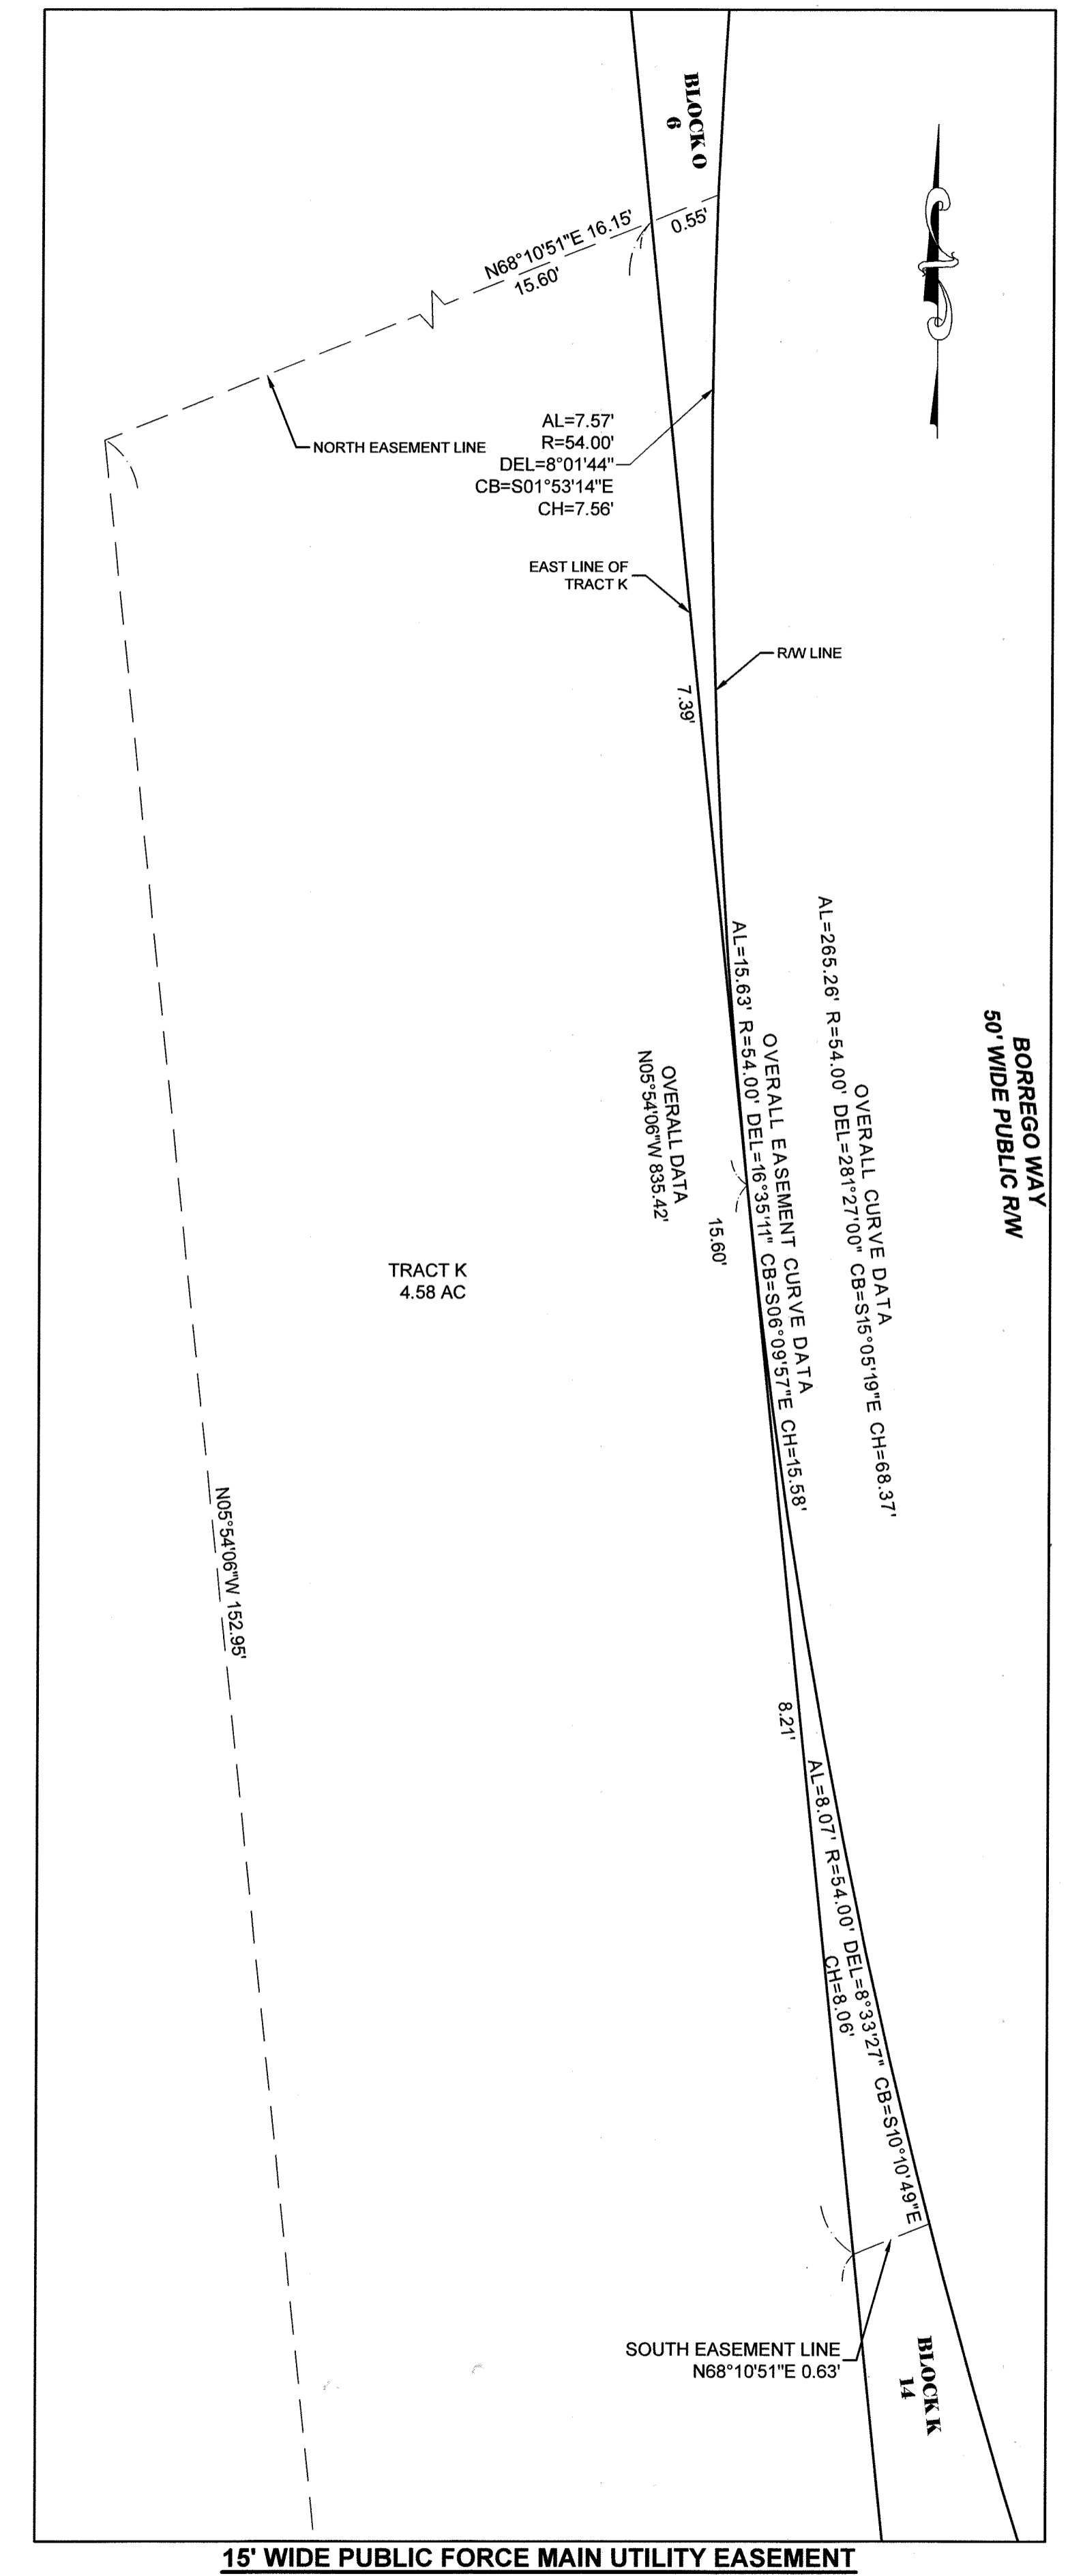 BLOCK O
6
N68°10'51"E 16.15'
15.60'
0.55'
NORTH EASEMENT LINE
AL=7.57'
R=54.00'
DEL=8°01'44"
CB=S01°53'14"E
CH=7.56'
EAST LINE OF
TRACT K
R/W LINE
7.39'
BORREGO WAY
50' WIDE PUBLIC R/W
OVERALL CURVE DATA
AL=265.26' R=54.00' DEL=281°27'00" CB=S15°05'19"E CH=68.37'
OVERALL EASEMENT CURVE DATA
AL=15.63' R=54.00' DEL=16°35'11" CB=S06°09'57"E CH=15.58'
OVERALL DATA
N05°54'06"W 835.42'
15.60'
TRACT K
4.58 AC
N05°54'06"W 152.95'
8.21'
AL=8.07' R=54.00' DEL=8°33'27" CB=S10°10'49"E
CH=8.06'
SOUTH EASEMENT LINE
N68°10'51"E 0.63'
BLOCK K
14
15' WIDE PUBLIC FORCE MAIN UTILITY EASEMENT